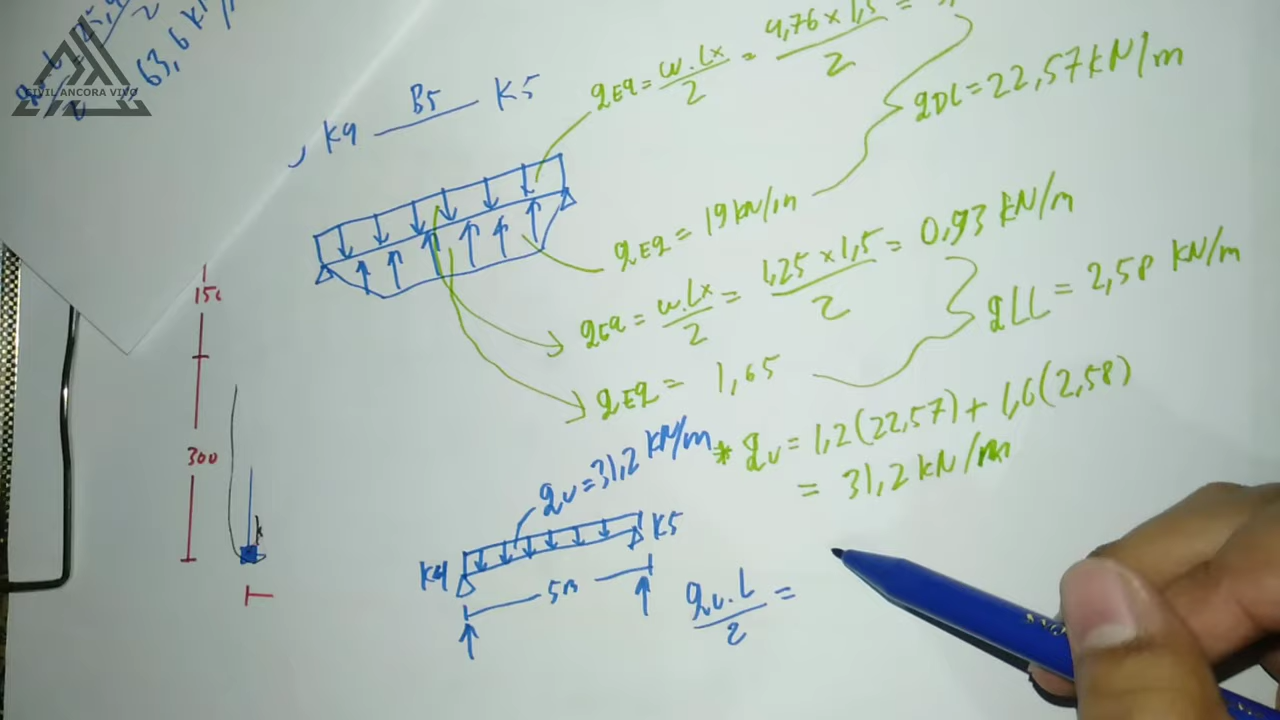 63,6 k
CIVIL ANCORA VIVO
K4 B5 K5
qEq = w.Lx/2 = 4,76 x 1,5/2 =
qDL = 22,57 kN/m
qEq = 19 kN/m
qEq = w.Lx/2 = 1,25 x 1,5/2 = 0,93 kN/m
qLL = 2,58 kN/m
qEq = 1,65
* qu = 1,2(22,57) + 1,6(2,58)
= 31,2 kN/m
qu = 31,2 kN/m
K4 K5
qu.L/2 =
150
300